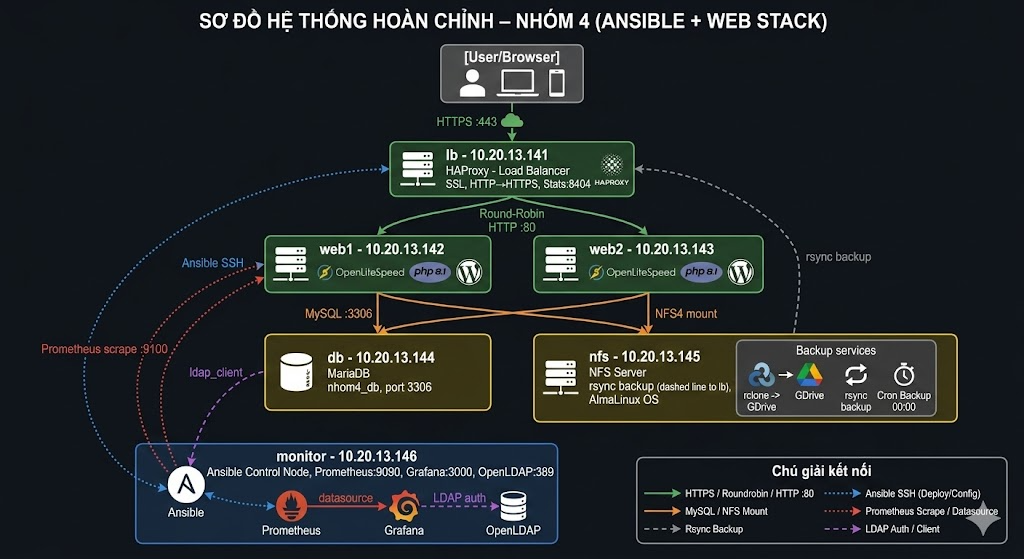 SƠ ĐỒ HỆ THỐNG HOÀN CHỈNH – NHÓM 4 (ANSIBLE + WEB STACK)
[User/Browser]
HTTPS :443
lb - 10.20.13.141
HAProxy - Load Balancer
SSL, HTTP→HTTPS, Stats:8404
HAPROXY
Round-Robin
HTTP :80
web1 - 10.20.13.142
OpenLiteSpeed
php 8.1
web2 - 10.20.13.143
OpenLiteSpeed
php 8.1
Ansible SSH
rsync backup
MySQL :3306
NFS4 mount
Prometheus scrape :9100
ldap_client
db - 10.20.13.144
MariaDB
nhom4_db, port 3306
nfs - 10.20.13.145
NFS Server
rsync backup (dashed line to lb),
AlmaLinux OS
Backup services
rclone ->
GDrive
GDrive
rsync
backup
Cron Backup
00:00
monitor - 10.20.13.146
Ansible Control Node, Prometheus:9090, Grafana:3000, OpenLDAP:389
Ansible
datasource
LDAP auth
Prometheus
Grafana
OpenLDAP
Chú giải kết nối
HTTPS / Roundrobin / HTTP :80
Ansible SSH (Deploy/Config)
MySQL / NFS Mount
Prometheus Scrape / Datasource
Rsync Backup
LDAP Auth / Client